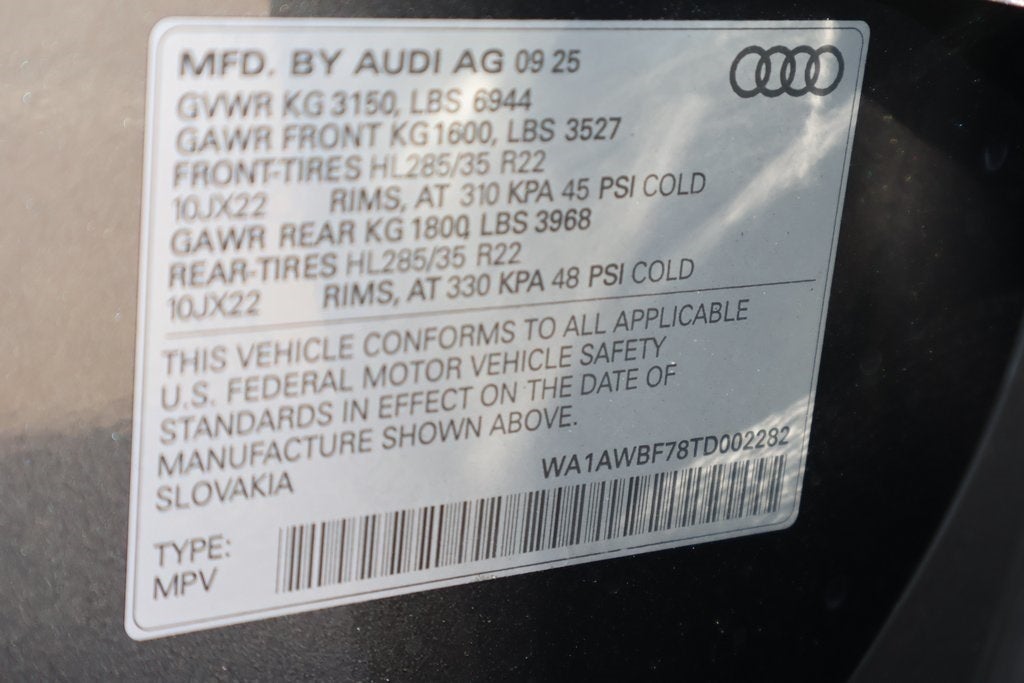 MFD. BY AUDI AG 09 25
GVWR KG 3150, LBS 6944
GAWR FRONT KG1600, LBS 3527
FRONT-TIRES HL285/35 R22
10JX22 RIMS, AT 310 KPA 45 PSI COLD
GAWR REAR KG 1800, LBS 3968
REAR-TIRES HL285/35 R22
10JX22 RIMS, AT 330 KPA 48 PSI COLD
THIS VEHICLE CONFORMS TO ALL APPLICABLE
U.S. FEDERAL MOTOR VEHICLE SAFETY
STANDARDS IN EFFECT ON THE DATE OF
MANUFACTURE SHOWN ABOVE.
SLOVAKIA
WA1AWBF78TD002282
TYPE:
MPV